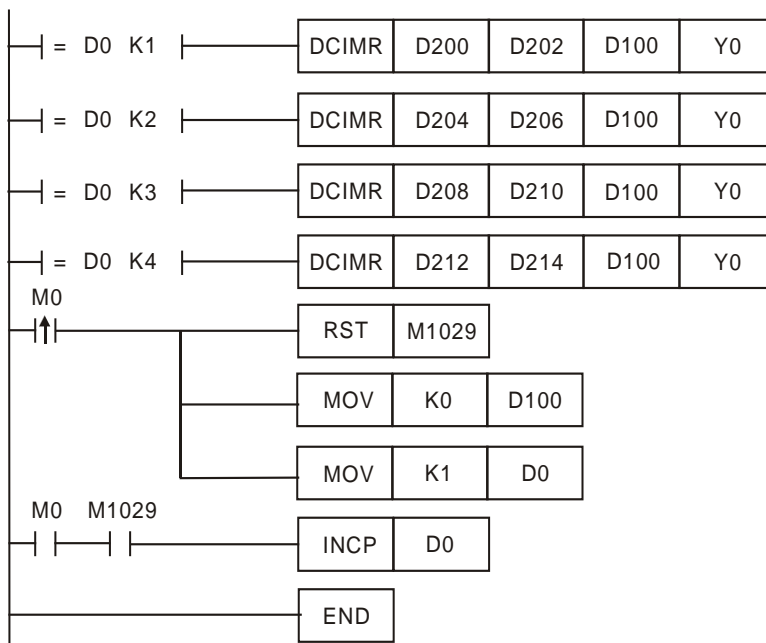 = D0 K1 DCIMR D200 D202 D100 Y0
= D0 K2 DCIMR D204 D206 D100 Y0
= D0 K3 DCIMR D208 D210 D100 Y0
= D0 K4 DCIMR D212 D214 D100 Y0
M0
RST M1029
MOV K0 D100
MOV K1 D0
M0 M1029
INCP D0
END